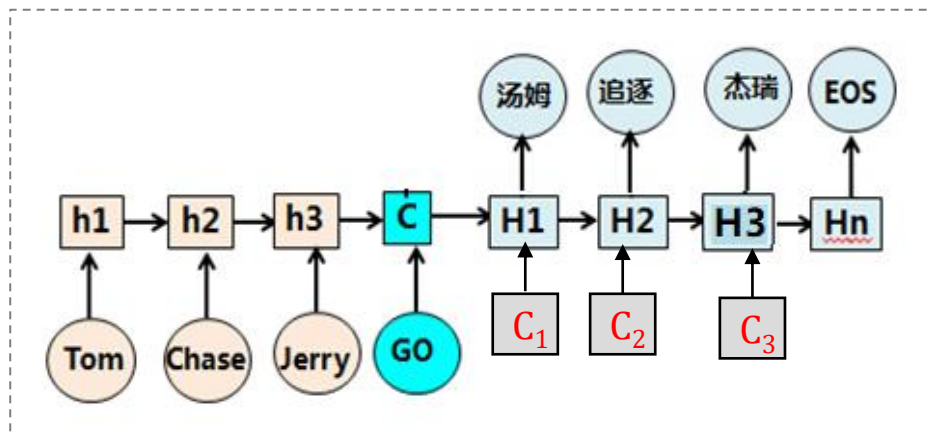 汤姆
追逐
杰瑞
EOS
h1
h2
h3
C
H1
H2
H3
Hn
C₁
C₂
C₃
Tom
Chase
Jerry
GO